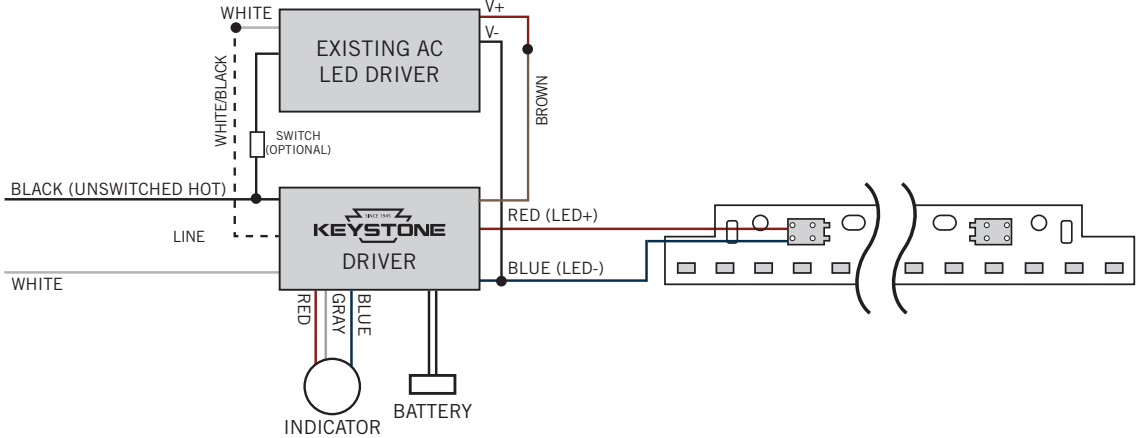 WHITE
V+
V-
EXISTING AC
LED DRIVER
WHITE/BLACK
BROWN
SWITCH
(OPTIONAL)
BLACK (UNSWITCHED HOT)
SINCE 1945
KEYSTONE
DRIVER
LINE
WHITE
RED (LED+)
BLUE (LED-)
RED
GRAY
BLUE
INDICATOR
BATTERY